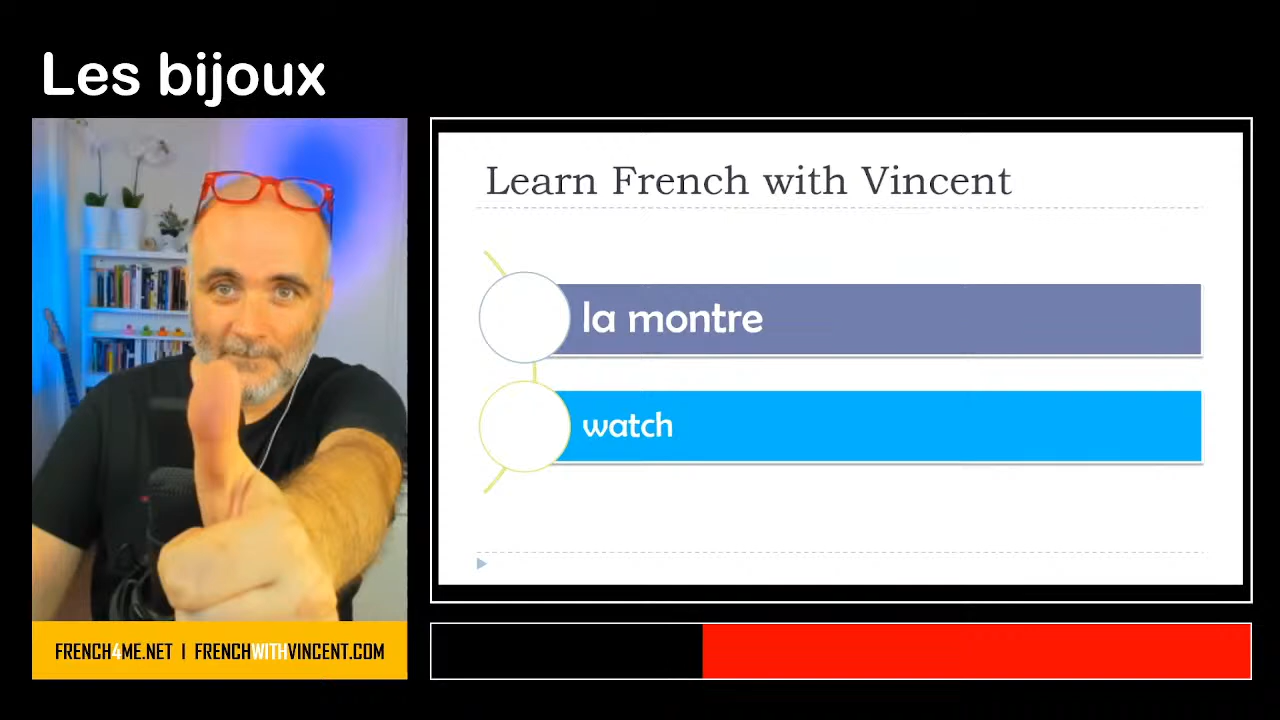 Les bijoux
Learn French with Vincent
la montre
watch
FRENCH4ME.NET | FRENCHWITHVINCENT.COM